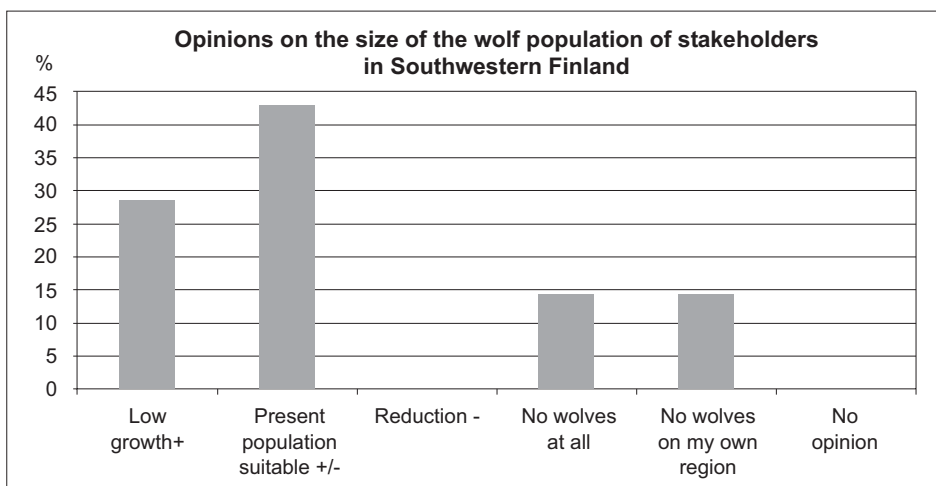 Opinions on the size of the wolf population of stakeholders
in Southwestern Finland
%
45
40
35
30
25
20
15
10
5
0
Low
growth+
Present
population
suitable +/-
Reduction -
No wolves
at all
No wolves
on my own
region
No
opinion